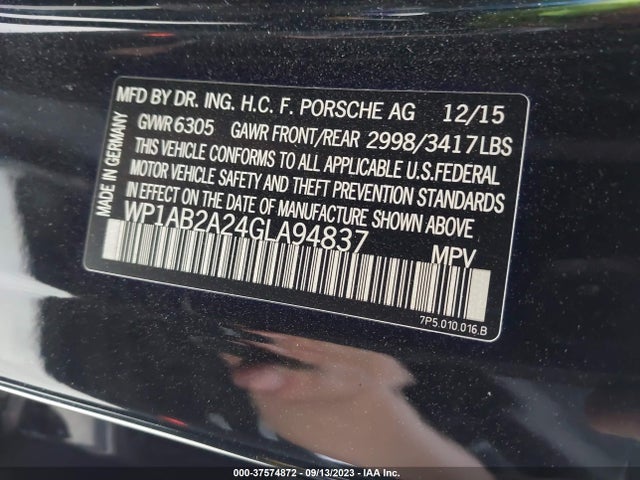 MFD BY DR. ING. H.C. F. PORSCHE AG 12/15
GVWR 6305 GAWR FRONT/REAR 2998/3417LBS
THIS VEHICLE CONFORMS TO ALL APPLICABLE U.S.FEDERAL
MOTOR VEHICLE SAFETY AND THEFT PREVENTION STANDARDS
IN EFFECT ON THE DATE OF MANUFACTURE SHOWN ABOVE
WP1AB2A24GLA94837 MPV
MADE IN GERMANY
7P5.010.016.B
000-37574872 - 09/13/2023 - IAA Inc.